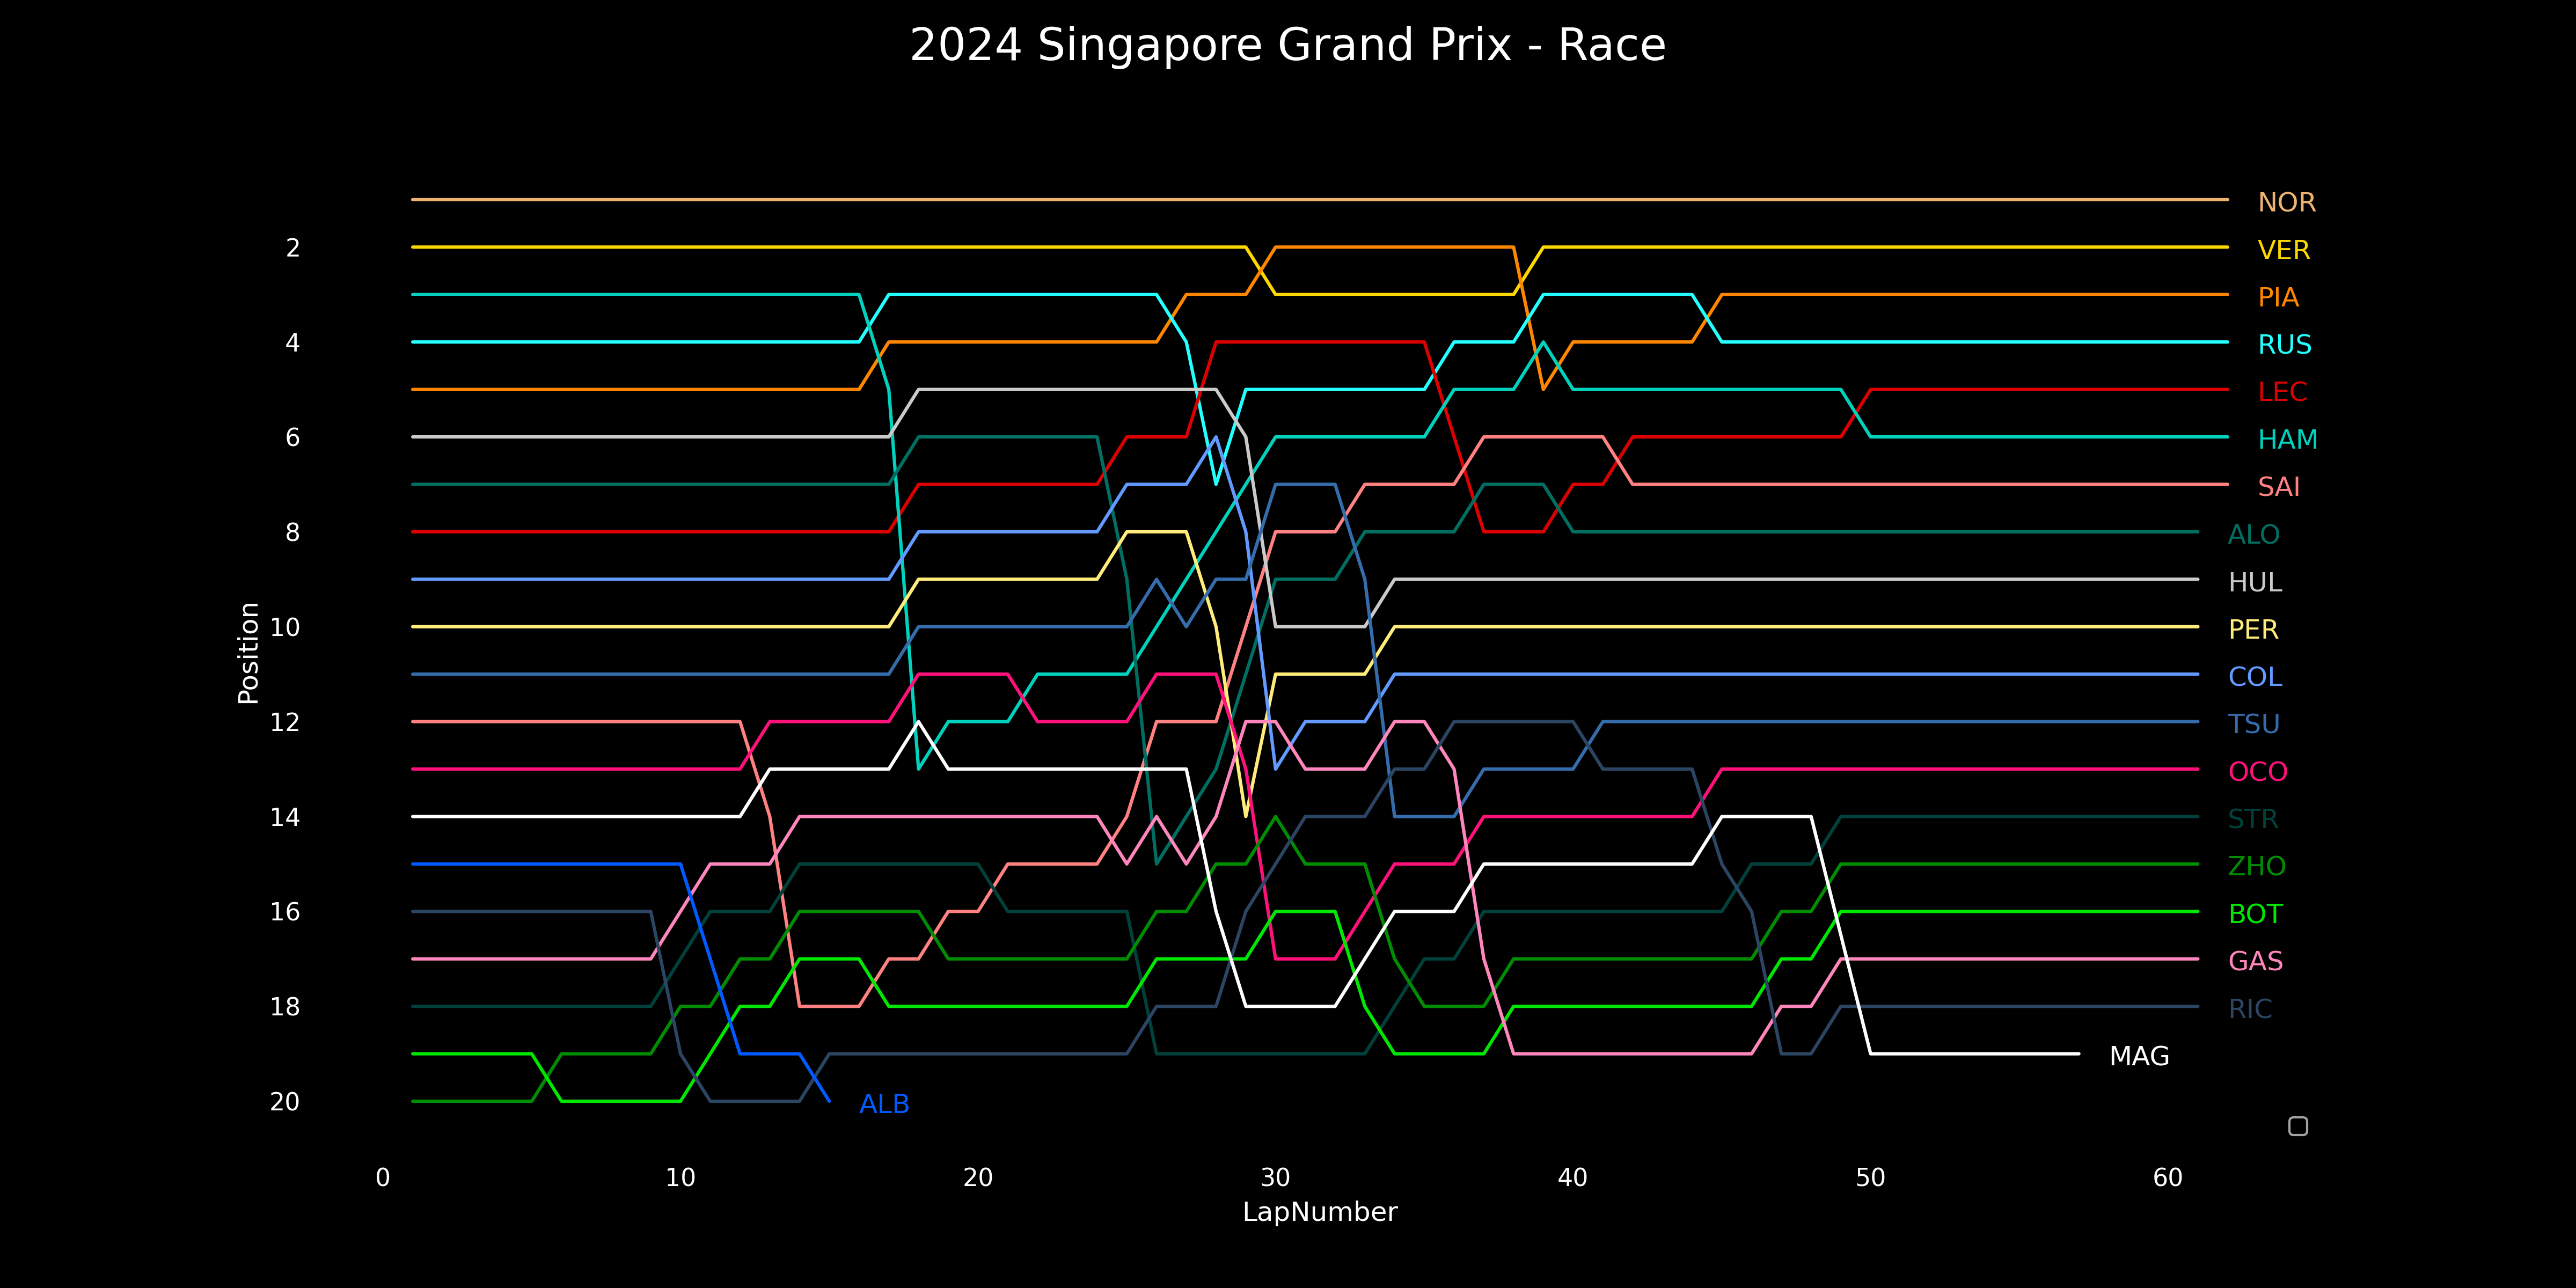 2024 Singapore Grand Prix - Race
NOR
2
VER
PIA
4
RUS
LEC
6
HAM
SAI
8
ALO
HUL
Position
10
PER
COL
12
TSU
OCO
14
STR
ZHO
16
BOT
GAS
18
RIC
MAG
20
ALB
0 10 20 30 40 50 60
LapNumber